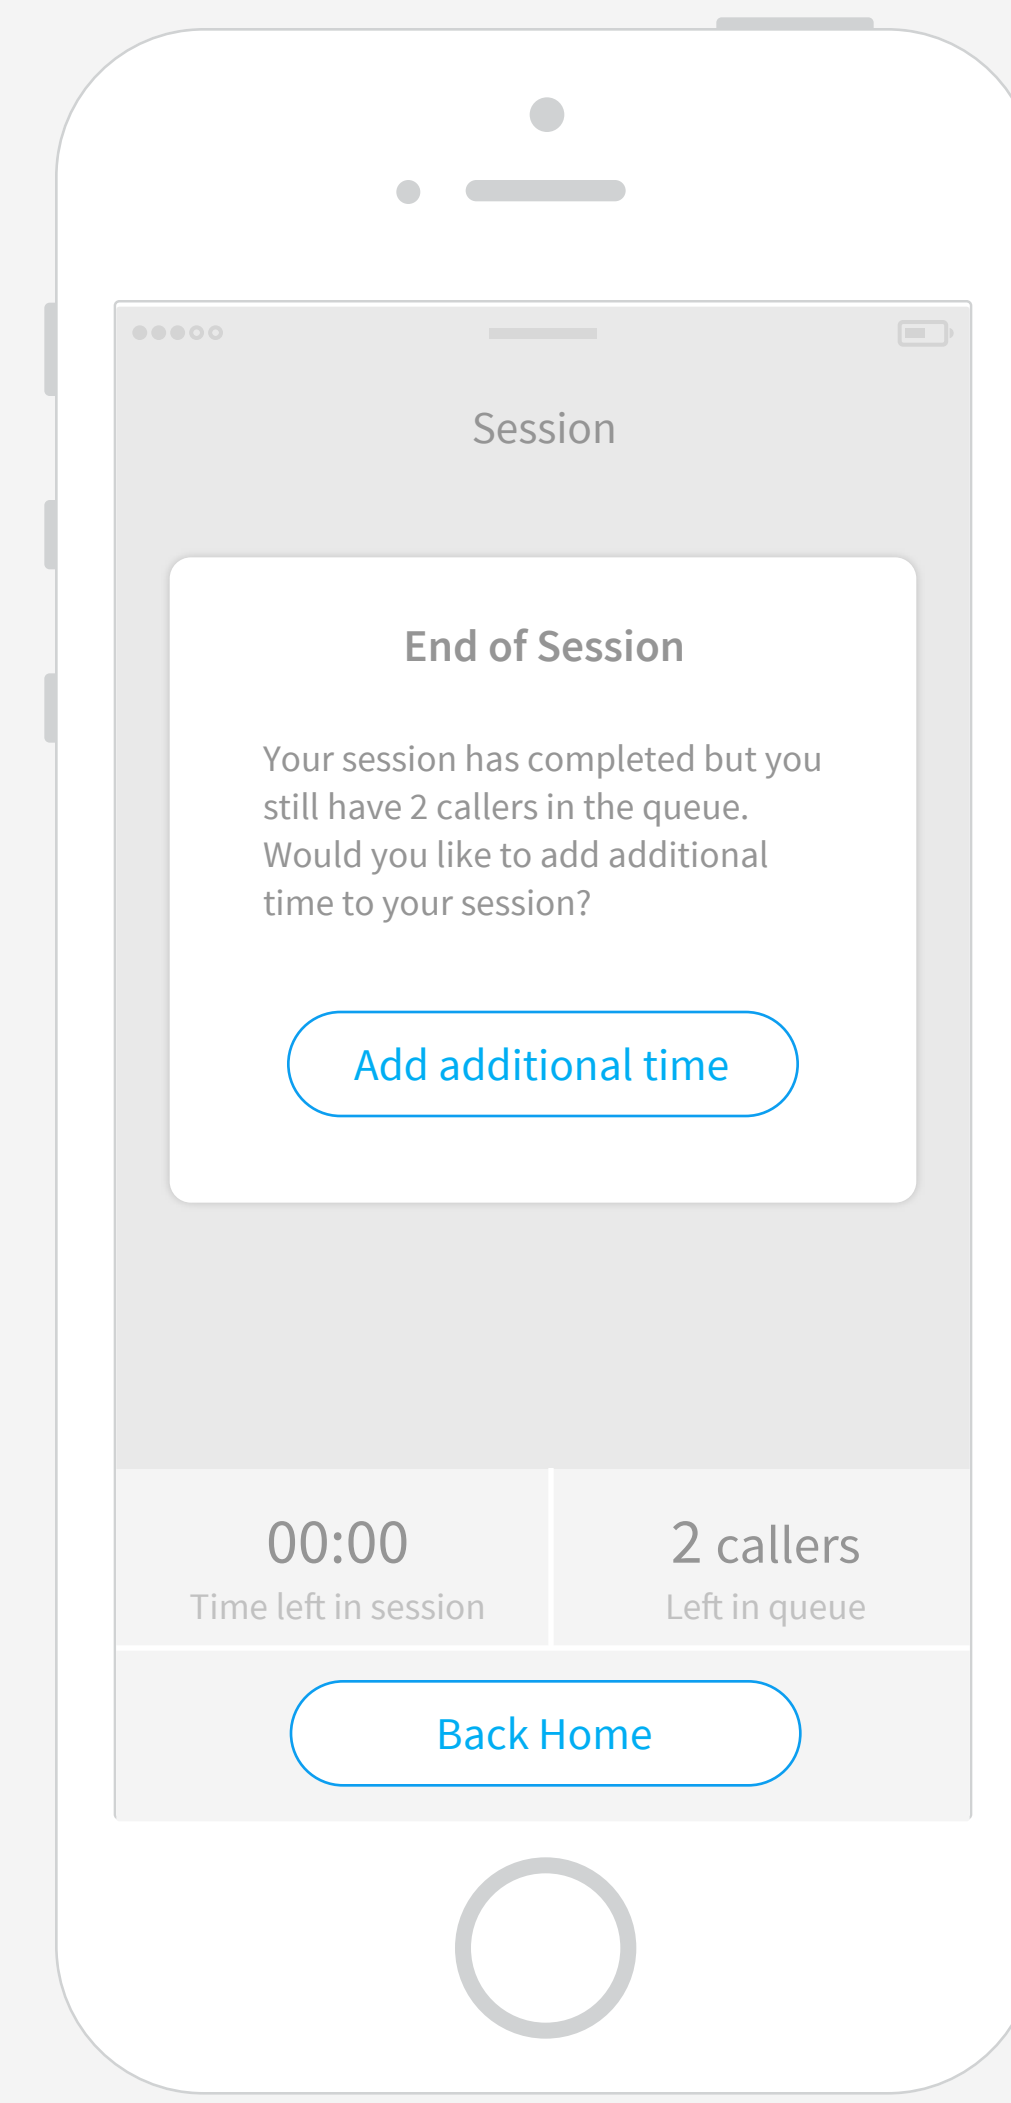 Session
End of Session
Your session has completed but you
still have 2 callers in the queue.
Would you like to add additional
time to your session?
Add additional time
00:00
Time left in session
2 callers
Left in queue
Back Home